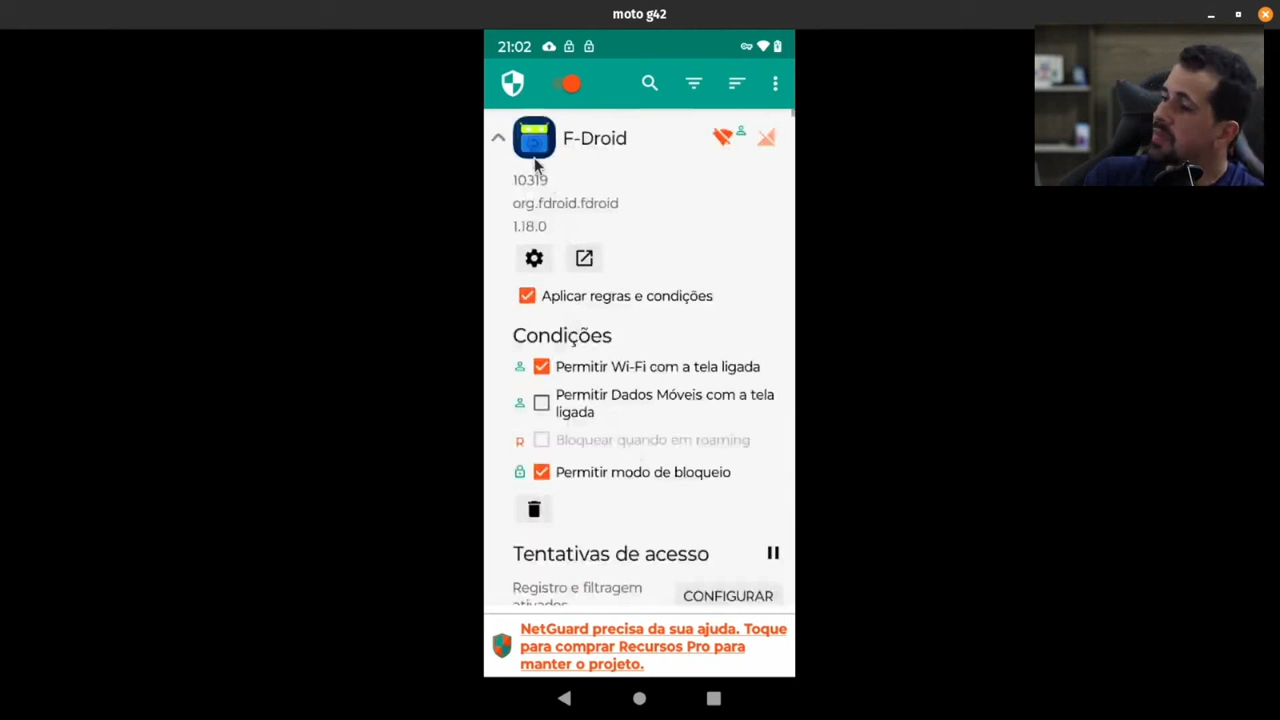 moto g42
21:02
F-Droid
10319
org.fdroid.fdroid
1.18.0
Aplicar regras e condições
Condições
Permitir Wi-Fi com a tela ligada
Permitir Dados Móveis com a tela
ligada
R
Bloquear quando em roaming
Permitir modo de bloqueio
Tentativas de acesso
Registro e filtragem
ativados
CONFIGURAR
NetGuard precisa da sua ajuda. Toque
para comprar Recursos Pro para
manter o projeto.